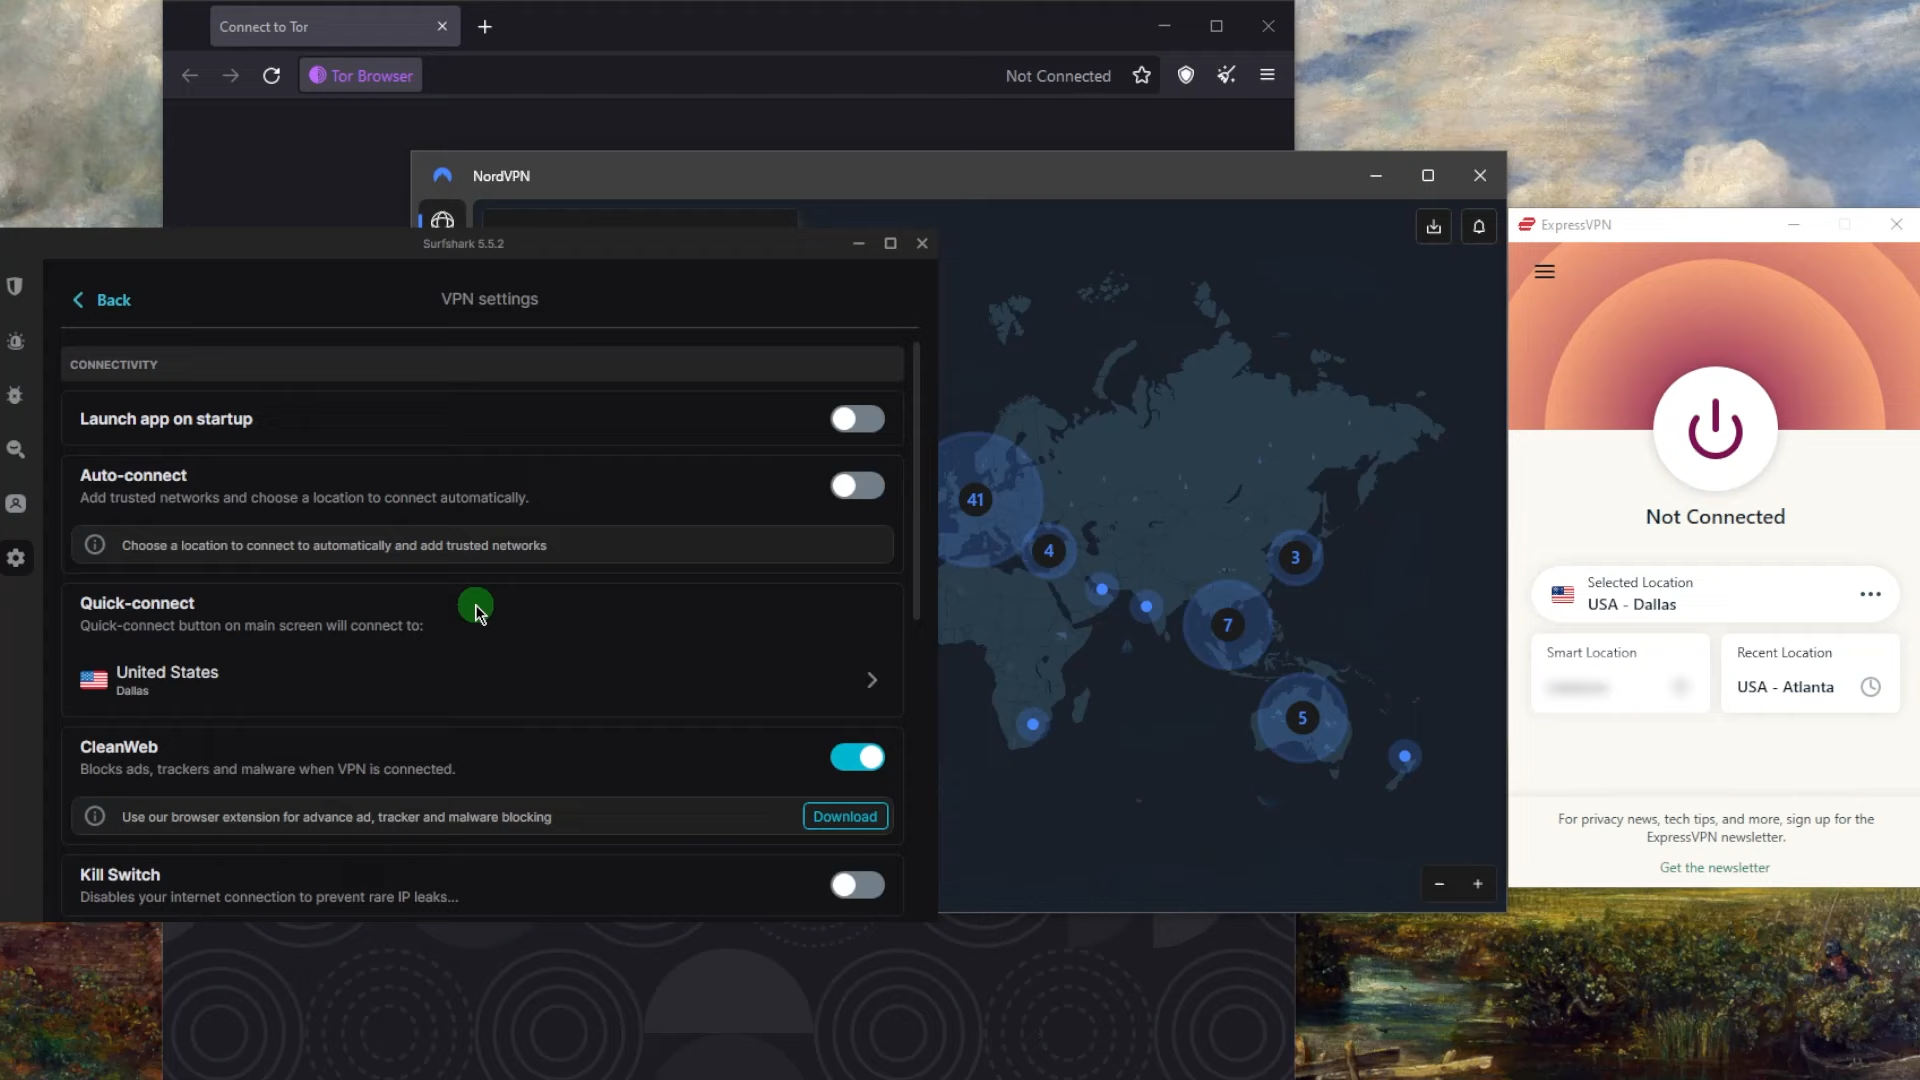 Connect to Tor
Tor Browser
Not Connected
NordVPN
Surfshark 5.5.2
Back
VPN settings
CONNECTIVITY
Launch app on startup
Auto-connect
Add trusted networks and choose a location to connect automatically.
Choose a location to connect to automatically and add trusted networks
Quick-connect
Quick-connect button on main screen will connect to:
United States
Dallas
CleanWeb
Blocks ads, trackers and malware when VPN is connected.
Use our browser extension for advance ad, tracker and malware blocking
Download
Kill Switch
Disables your internet connection to prevent rare IP leaks...
41
4
3
7
5
ExpressVPN
Not Connected
Selected Location
USA - Dallas
Smart Location
Recent Location
USA - Atlanta
For privacy news, tech tips, and more, sign up for the
ExpressVPN newsletter.
Get the newsletter